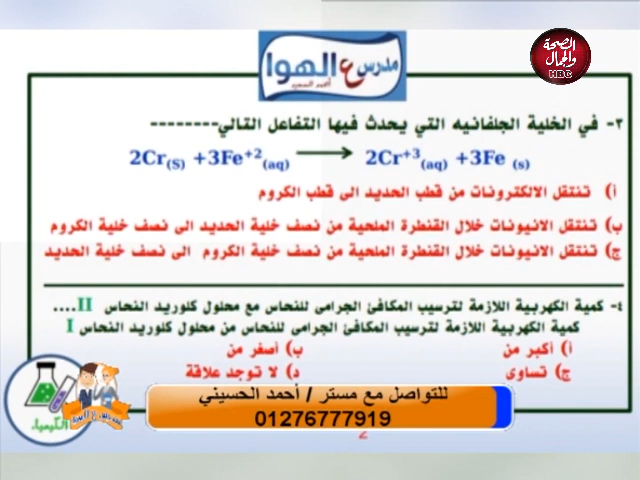 الصحة
والجمال
HBC
مدرس ع الهوا
أحمد السعيد
٣- في الخلية الجلفانيه التي يحدث فيها التفاعل التالي--------
2Cr(S) +3Fe+2(aq) ⟶ 2Cr+3(aq) +3Fe (s)
أ) تنتقل الالكترونات من قطب الحديد الى قطب الكروم
ب) تنتقل الانيونات خلال القنطرة الملحية من نصف خلية الحديد الى نصف خلية الكروم
ج) تنتقل الانيونات خلال القنطرة الملحية من نصف خلية الكروم الى نصف خلية الحديد
٤- كمية الكهربية اللازمة لترسيب المكافئ الجرامى للنحاس مع محلول كلوريد النحاس II ....
كمية الكهربية اللازمة لترسيب المكافئ الجرامى للنحاس من محلول كلوريد النحاس I
أ) أكبر من ب) أصغر من
ج) تساوى د) لا توجد علاقة
للتواصل مع مستر / أحمد الحسيني
01276777919
الكيمياء
2